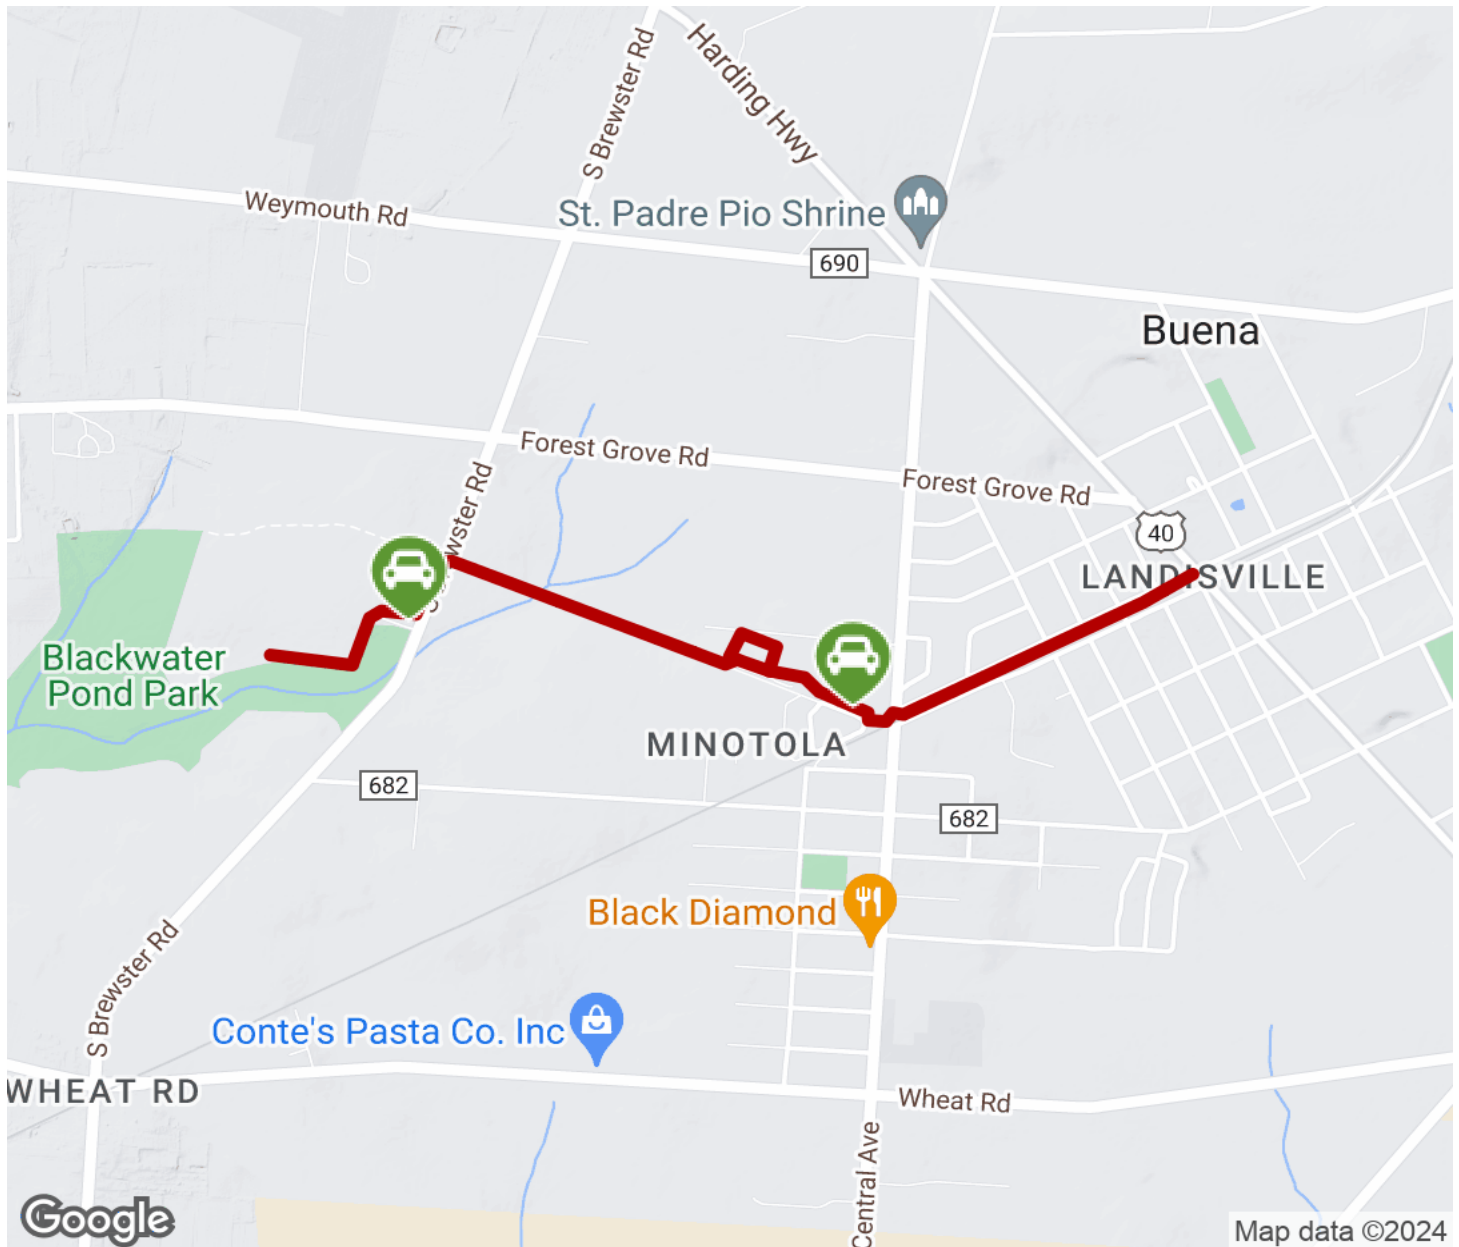 S Brewster Rd
Harding Hwy
Weymouth Rd
St. Padre Pio Shrine
690
Buena
Forest Grove Rd
Forest Grove Rd
40
LANDISVILLE
Blackwater
Pond Park
MINOTOLA
682
682
Black Diamond
S Brewster Rd
Conte's Pasta Co. Inc
WHEAT RD
Wheat Rd
Central Ave
Google
Map data ©2024